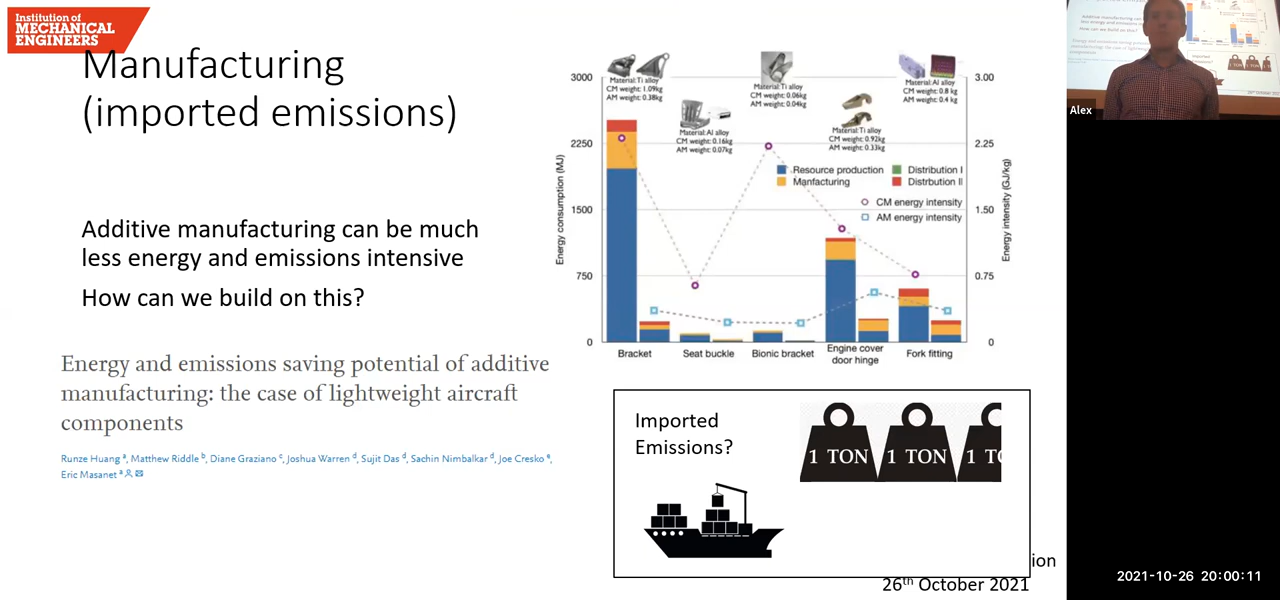 Institution of
MECHANICAL
ENGINEERS
Manufacturing
(imported emissions)
Additive manufacturing can be much
less energy and emissions intensive
How can we build on this?
Energy and emissions saving potential of additive
manufacturing: the case of lightweight aircraft
components
Runze Huang a, Matthew Riddle b, Diane Graziano c, Joshua Warren d, Sujit Das d, Sachin Nimbalkar d, Joe Cresko e,
Eric Masanet a
Material: Ti alloy
CM weight: 1.09kg
AM weight: 0.38kg
Material: Al alloy
CM weight: 0.16kg
AM weight: 0.07kg
Material: Ti alloy
CM weight: 0.06kg
AM weight: 0.04kg
Material: Ti alloy
CM weight: 0.92kg
AM weight: 0.33kg
Material: Al alloy
CM weight: 0.8 kg
AM weight: 0.4 kg
Energy consumption (MJ)
3000
2250
1500
750
0
3.00
2.25
1.50
0.75
0
Energy intensity (GJ/kg)
Resource production
Manfacturing
Distribution I
Distrbution II
CM energy intensity
AM energy intensity
Bracket
Seat buckle
Bionic bracket
Engine cover
door hinge
Fork fitting
Imported
Emissions?
1 TON
1 TON
1 TO
ion
26th October 2021
Alex
2021-10-26 20:00:11